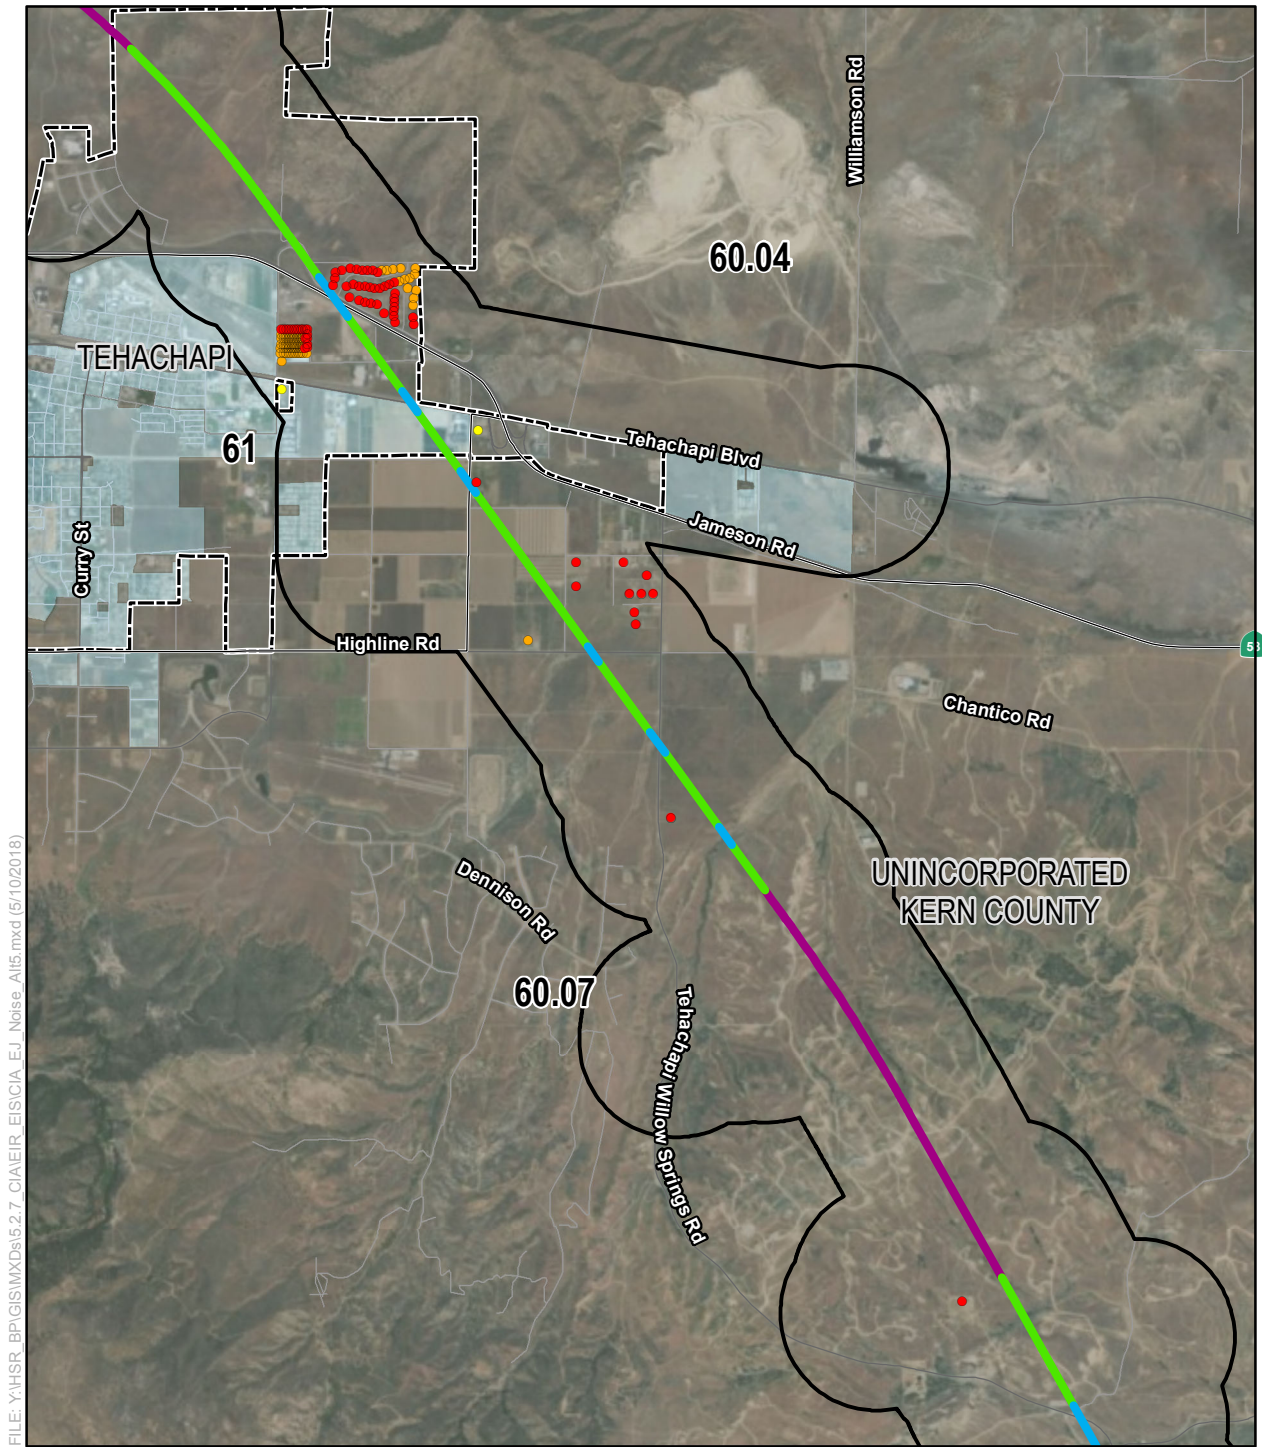 Williamson Rd
60.04
TEHACHAPI
61
Tehachapi Blvd
Jameson Rd
Curry St
Highline Rd
58
Chantico Rd
UNINCORPORATED
KERN COUNTY
Dennison Rd
60.07
Tehachapi Willow Springs Rd
FILE: Y:\HSR_BP\GIS\MXDs\5.2.7_CIA\EIR_EIS\CIA_EJ_Noise_Alt5.mxd (5/10/2018)